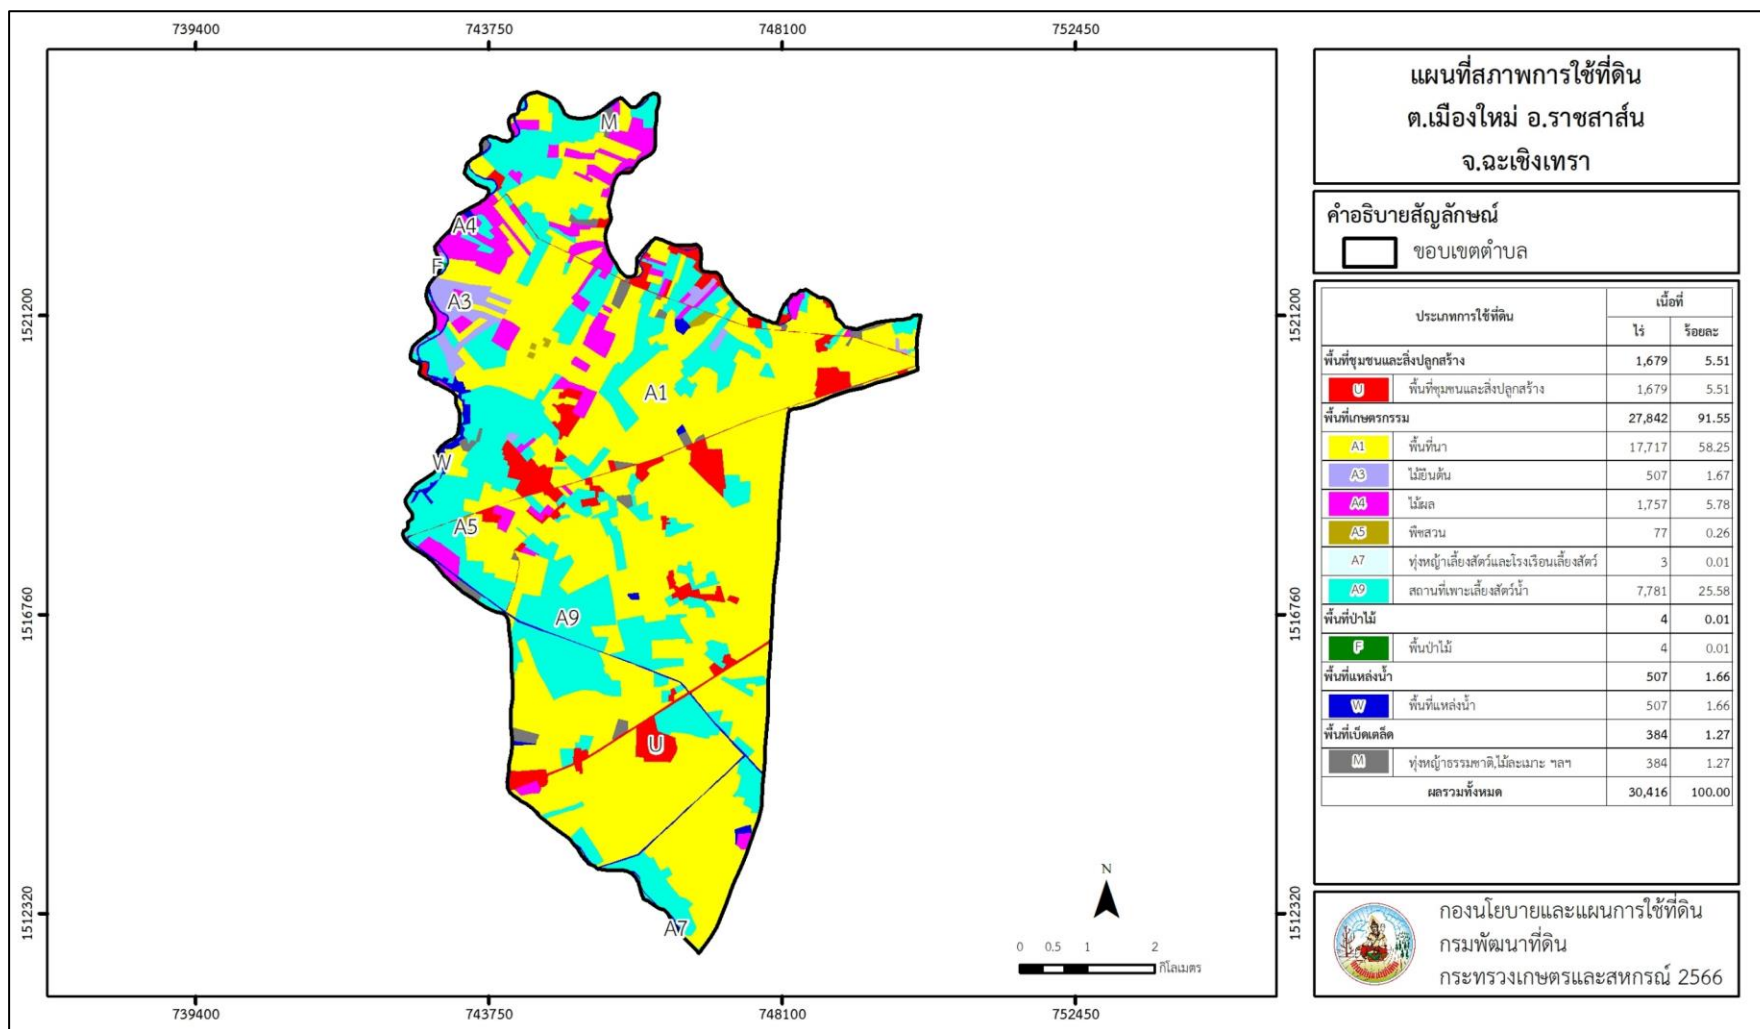 739400
743750
748100
752450
แผนที่สภาพการใช้ที่ดิน
ต.เมืองใหม่ อ.ราชสาส์น
จ.ฉะเชิงเทรา
คำอธิบายสัญลักษณ์
ขอบเขตตำบล
ประเภทการใช้ที่ดิน เนื้อที่
ไร่ ร้อยละ
พื้นที่ชุมชนและสิ่งปลูกสร้าง 1,679 5.51
U พื้นที่ชุมชนและสิ่งปลูกสร้าง 1,679 5.51
พื้นที่เกษตรกรรม 27,842 91.55
A1 พื้นที่นา 17,717 58.25
A3 ไม้ยืนต้น 507 1.67
A4 ไม้ผล 1,757 5.78
A5 พืชสวน 77 0.26
A7 ทุ่งหญ้าเลี้ยงสัตว์และโรงเรือนเลี้ยงสัตว์ 3 0.01
A9 สถานที่เพาะเลี้ยงสัตว์น้ำ 7,781 25.58
พื้นที่ป่าไม้ 4 0.01
F พื้นป่าไม้ 4 0.01
พื้นที่แหล่งน้ำ 507 1.66
W พื้นที่แหล่งน้ำ 507 1.66
พื้นที่เบ็ดเตล็ด 384 1.27
M ทุ่งหญ้าธรรมชาติ,ไม้ละเมาะ ฯลฯ 384 1.27
ผลรวมทั้งหมด 30,416 100.00
กองนโยบายและแผนการใช้ที่ดิน
กรมพัฒนาที่ดิน
กระทรวงเกษตรและสหกรณ์ 2566
M
A4
F
A3
A1
W
A5
A9
U
A7
N
0 0.5 1 2
กิโลเมตร
1521200
1516760
1512320
1521200
1516760
1512320
739400
743750
748100
752450